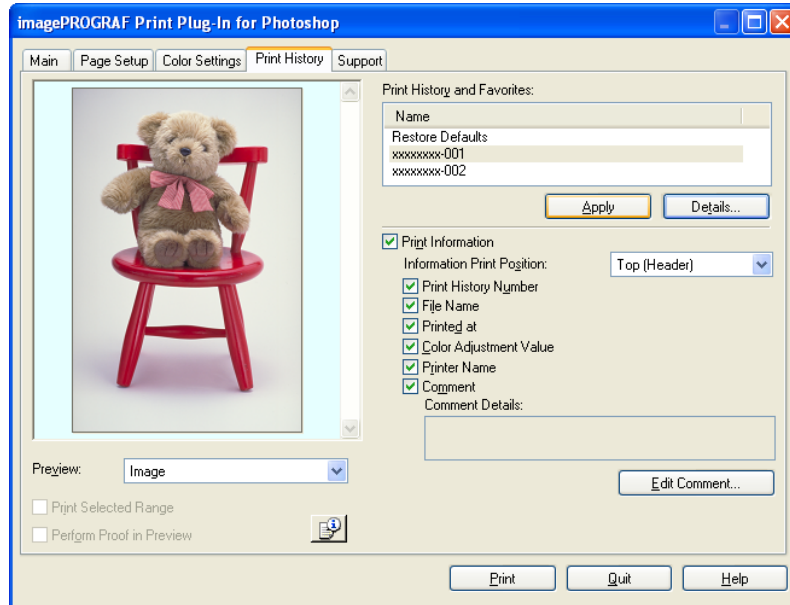 imagePROGRAF Print Plug-In for Photoshop
Main Page Setup Color Settings Print History Support
Print History and Favorites:
Name
Restore Defaults
xxxxxxxx-001
xxxxxxxx-002
Apply Details...
Print Information
Information Print Position: Top (Header)
Print History Number
File Name
Printed at
Color Adjustment Value
Printer Name
Comment
Comment Details:
Preview: Image
Edit Comment...
Print Selected Range
Perform Proof in Preview
Print Quit Help